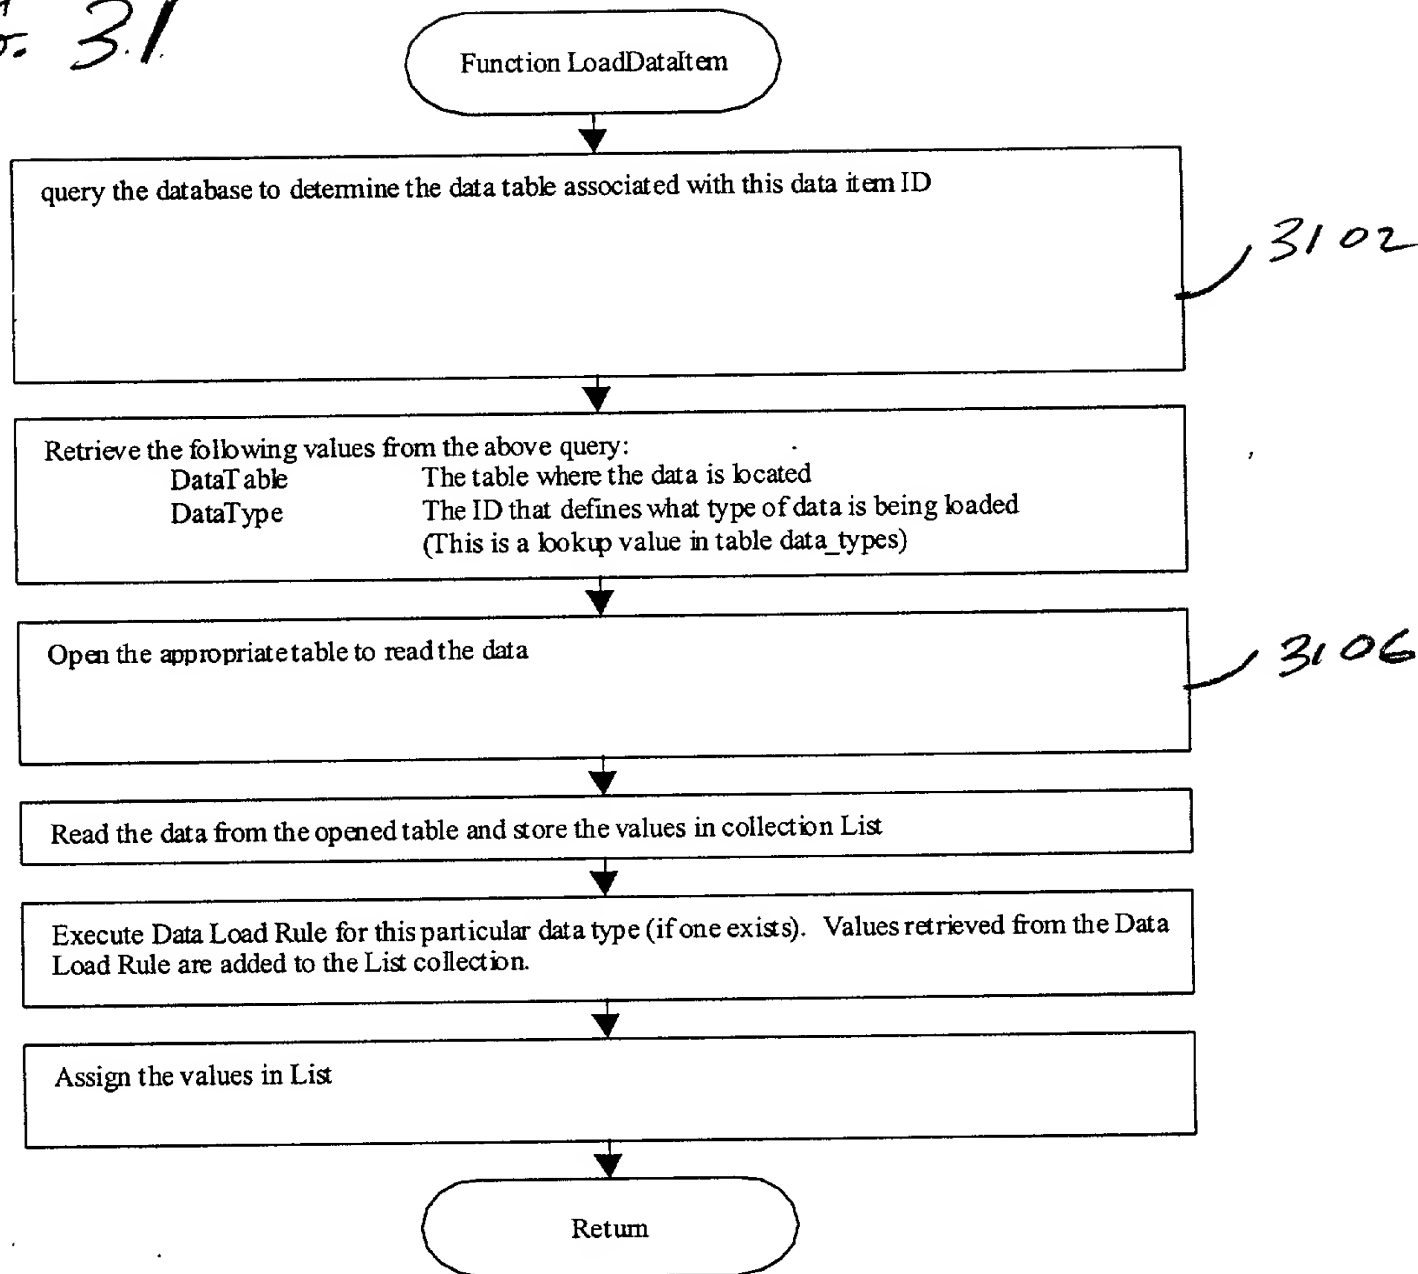 31
Function LoadDataItem
query the database to determine the data table associated with this data item ID
3102
Retrieve the following values from the above query:
DataTable The table where the data is located
DataType The ID that defines what type of data is being loaded
(This is a lookup value in table data_types)
Open the appropriate table to read the data
3106
Read the data from the opened table and store the values in collection List
Execute Data Load Rule for this particular data type (if one exists). Values retrieved from the Data
Load Rule are added to the List collection.
Assign the values in List
Return